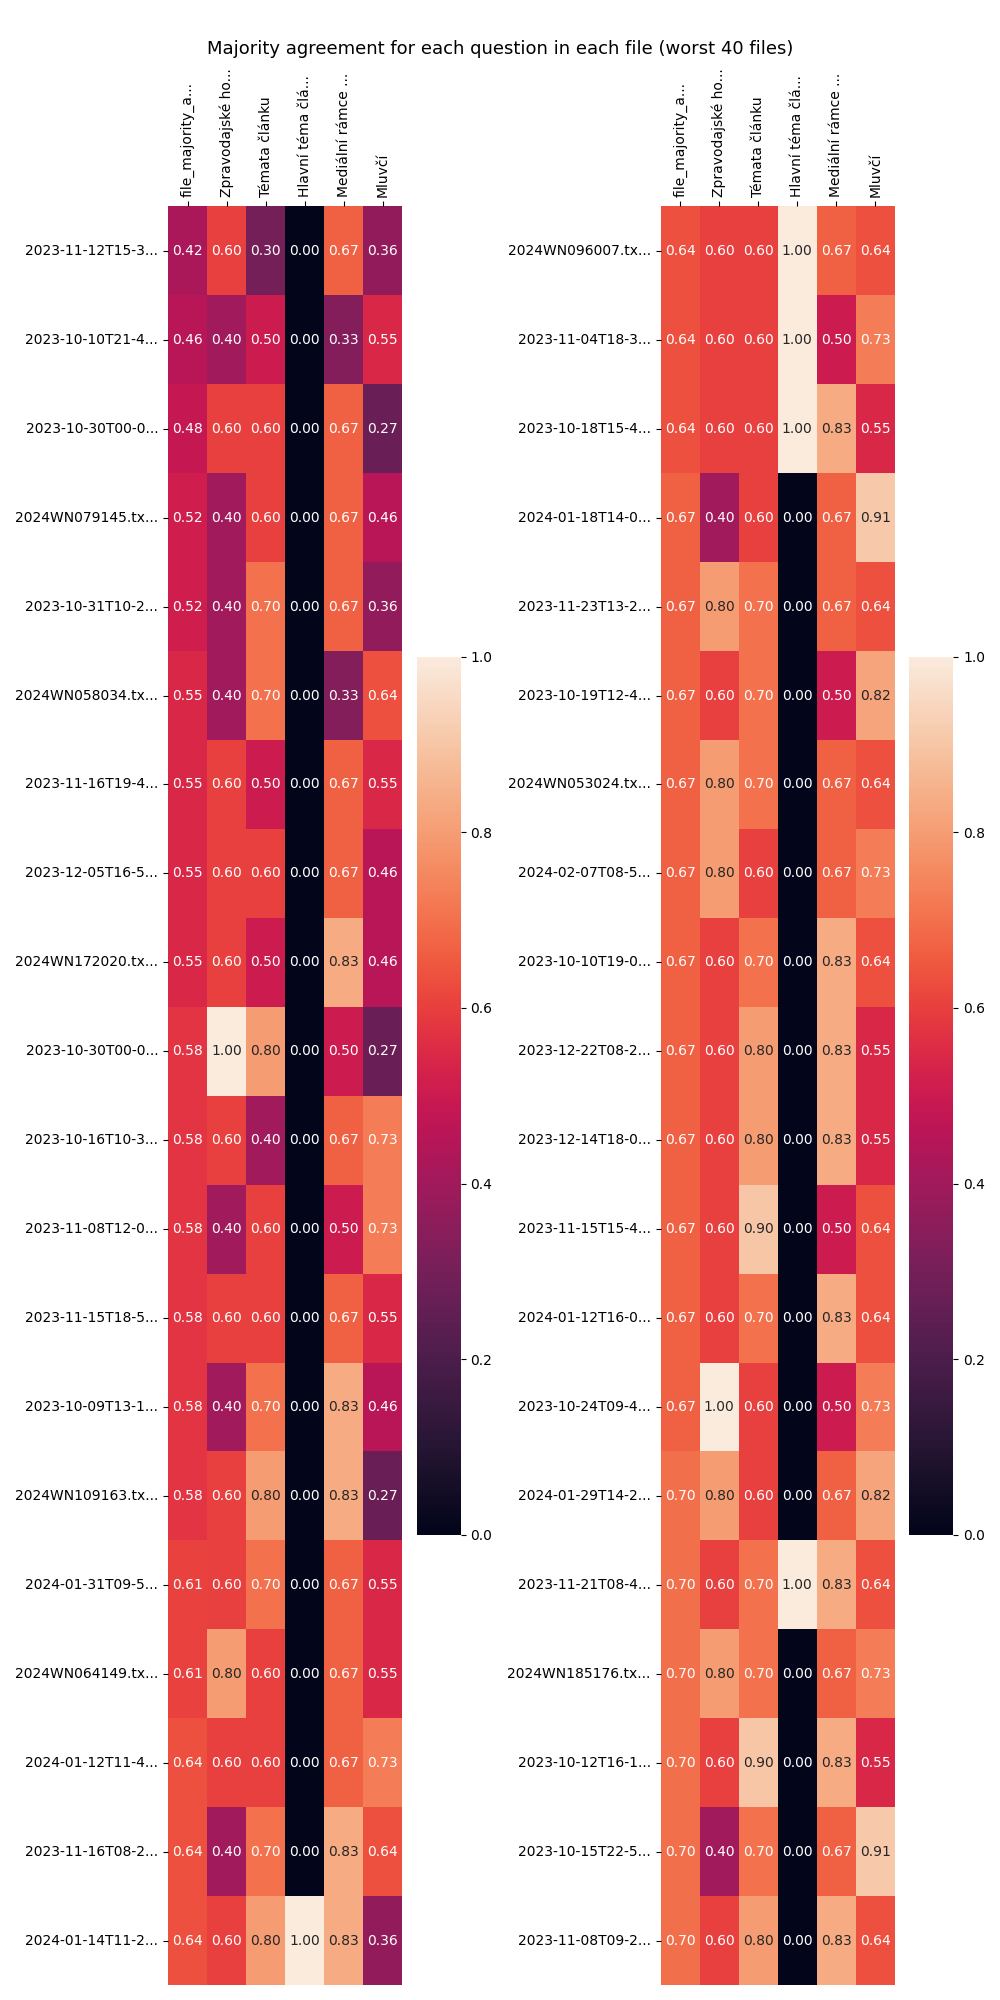 Majority agreement for each question in each file (worst 40 files)
file_majority_a... Zpravodajské ho... Témata článku Hlavní téma člá... Mediální rámce ... Mluvčí
2023-11-12T15-3... 0.42 0.60 0.30 0.00 0.67 0.36
2023-10-10T21-4... 0.46 0.40 0.50 0.00 0.33 0.55
2023-10-30T00-0... 0.48 0.60 0.60 0.00 0.67 0.27
2024WN079145.tx... 0.52 0.40 0.60 0.00 0.67 0.46
2023-10-31T10-2... 0.52 0.40 0.70 0.00 0.67 0.36
2024WN058034.tx... 0.55 0.40 0.70 0.00 0.33 0.64
2023-11-16T19-4... 0.55 0.60 0.50 0.00 0.67 0.55
2023-12-05T16-5... 0.55 0.60 0.60 0.00 0.67 0.46
2024WN172020.tx... 0.55 0.60 0.50 0.00 0.83 0.46
2023-10-30T00-0... 0.58 1.00 0.80 0.00 0.50 0.27
2023-10-16T10-3... 0.58 0.60 0.40 0.00 0.67 0.73
2023-11-08T12-0... 0.58 0.40 0.60 0.00 0.50 0.73
2023-11-15T18-5... 0.58 0.60 0.60 0.00 0.67 0.55
2023-10-09T13-1... 0.58 0.40 0.70 0.00 0.83 0.46
2024WN109163.tx... 0.58 0.60 0.80 0.00 0.83 0.27
2024-01-31T09-5... 0.61 0.60 0.70 0.00 0.67 0.55
2024WN064149.tx... 0.61 0.80 0.60 0.00 0.67 0.55
2024-01-12T11-4... 0.64 0.60 0.60 0.00 0.67 0.73
2023-11-16T08-2... 0.64 0.40 0.70 0.00 0.83 0.64
2024-01-14T11-2... 0.64 0.60 0.80 1.00 0.83 0.36
1.0
0.8
0.6
0.4
0.2
0.0
file_majority_a... Zpravodajské ho... Témata článku Hlavní téma člá... Mediální rámce ... Mluvčí
2024WN096007.tx... 0.64 0.60 0.60 1.00 0.67 0.64
2023-11-04T18-3... 0.64 0.60 0.60 1.00 0.50 0.73
2023-10-18T15-4... 0.64 0.60 0.60 1.00 0.83 0.55
2024-01-18T14-0... 0.67 0.40 0.60 0.00 0.67 0.91
2023-11-23T13-2... 0.67 0.80 0.70 0.00 0.67 0.64
2023-10-19T12-4... 0.67 0.60 0.70 0.00 0.50 0.82
2024WN053024.tx... 0.67 0.80 0.70 0.00 0.67 0.64
2024-02-07T08-5... 0.67 0.80 0.60 0.00 0.67 0.73
2023-10-10T19-0... 0.67 0.60 0.70 0.00 0.83 0.64
2023-12-22T08-2... 0.67 0.60 0.80 0.00 0.83 0.55
2023-12-14T18-0... 0.67 0.60 0.80 0.00 0.83 0.55
2023-11-15T15-4... 0.67 0.60 0.90 0.00 0.50 0.64
2024-01-12T16-0... 0.67 0.60 0.70 0.00 0.83 0.64
2023-10-24T09-4... 0.67 1.00 0.60 0.00 0.50 0.73
2024-01-29T14-2... 0.70 0.80 0.60 0.00 0.67 0.82
2023-11-21T08-4... 0.70 0.60 0.70 1.00 0.83 0.64
2024WN185176.tx... 0.70 0.80 0.70 0.00 0.67 0.73
2023-10-12T16-1... 0.70 0.60 0.90 0.00 0.83 0.55
2023-10-15T22-5... 0.70 0.40 0.70 0.00 0.67 0.91
2023-11-08T09-2... 0.70 0.60 0.80 0.00 0.83 0.64
1.0
0.8
0.6
0.4
0.2
0.0